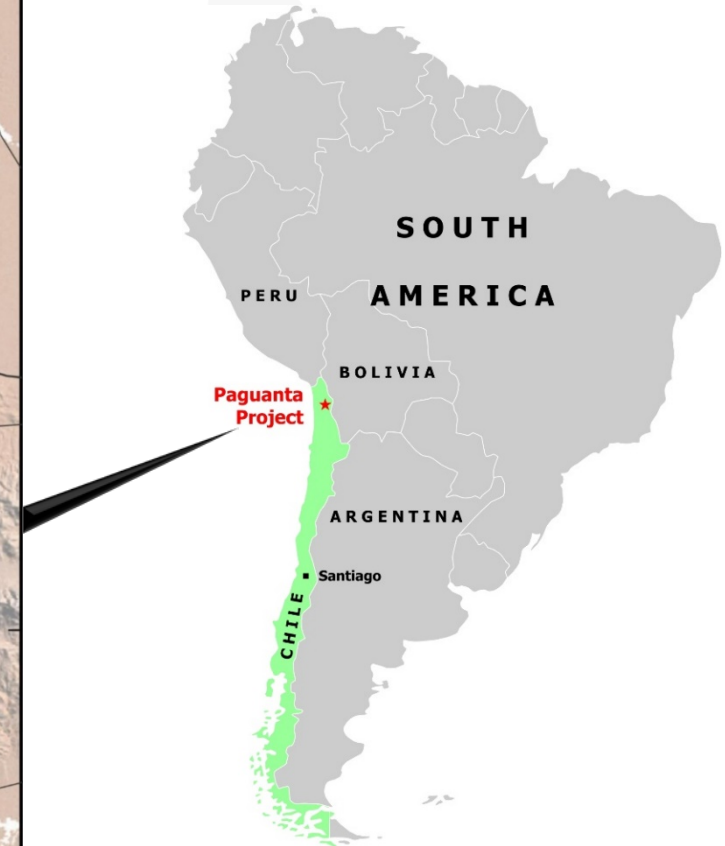 SOUTH
AMERICA
PERU
BOLIVIA
Paguanta
Project
ARGENTINA
Santiago
CHILE